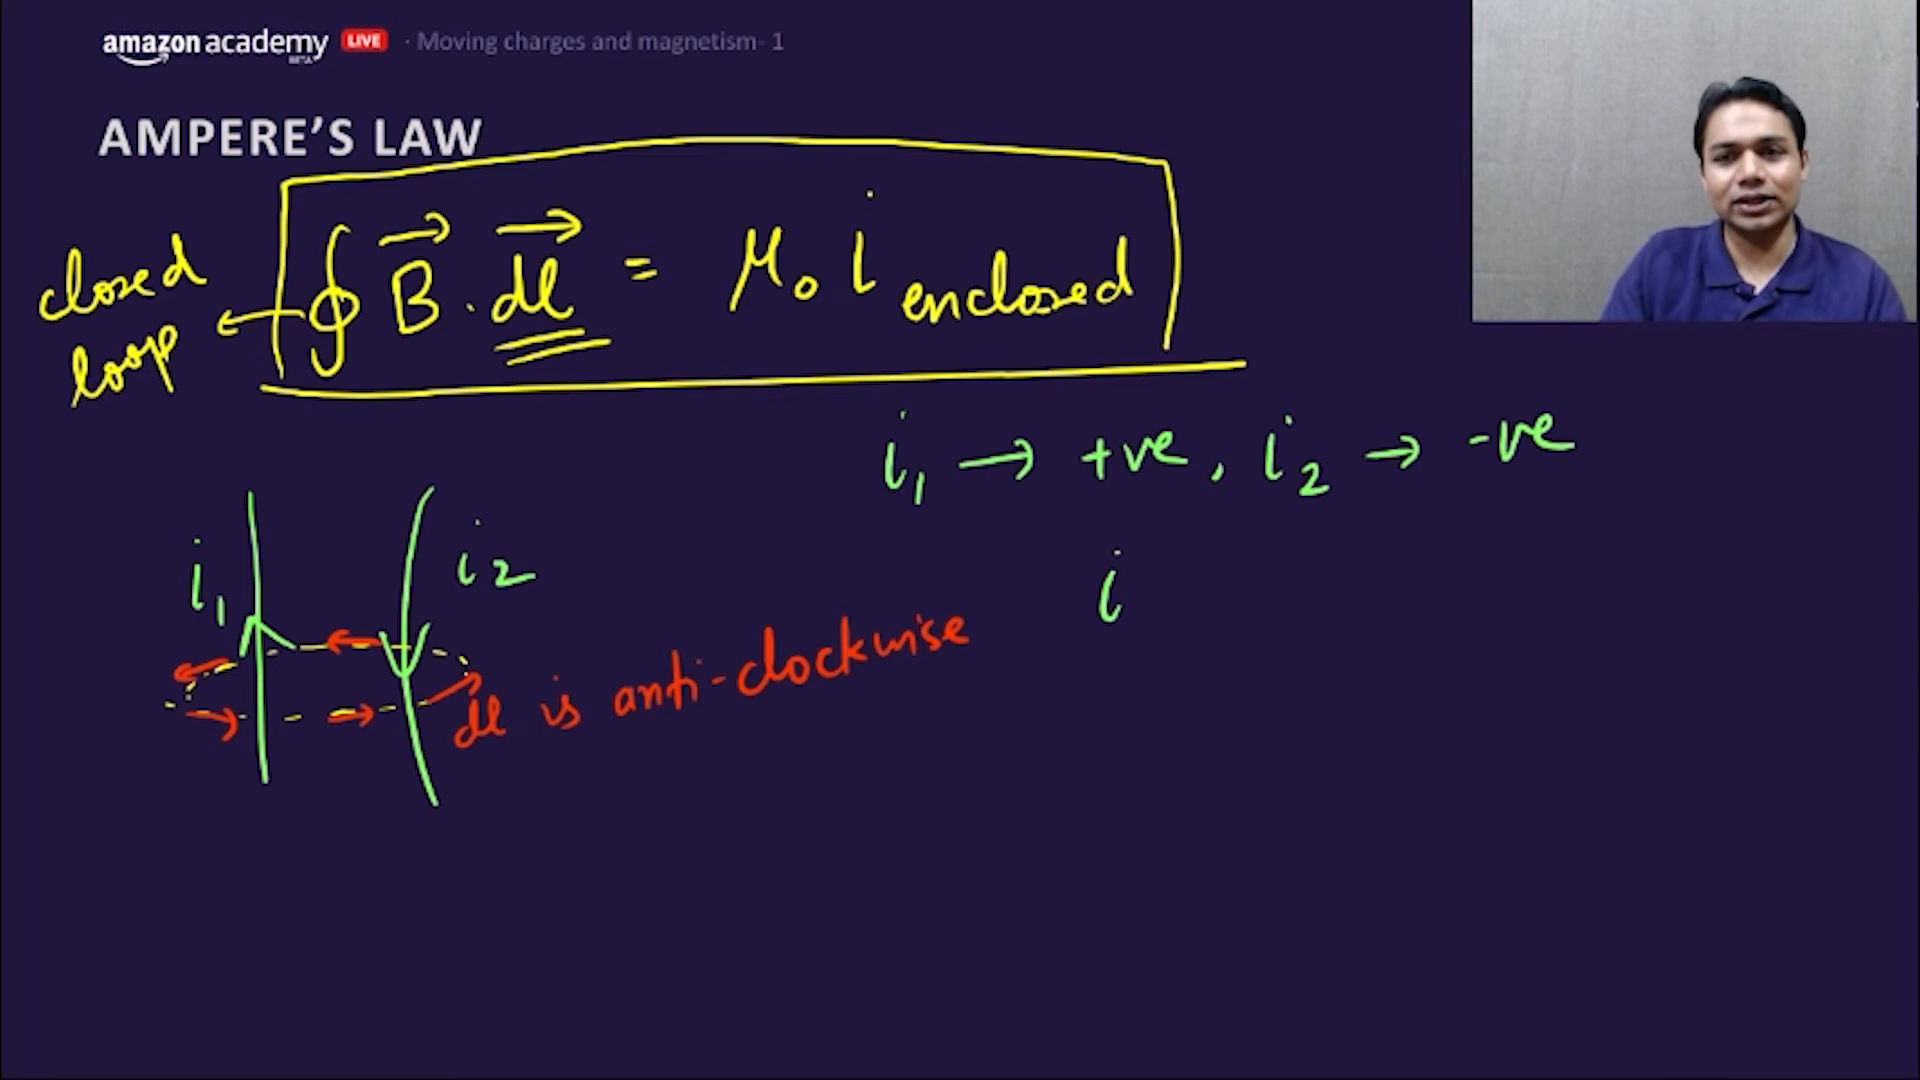 amazon academy LIVE · Moving charges and magnetism- 1
BETA
AMPERE'S LAW
closed loop
∮ B⃗ . dl⃗ = μ₀ i enclosed
i₁ → +ve, i₂ → -ve
i₁
i₂
i
dl is anti-clockwise